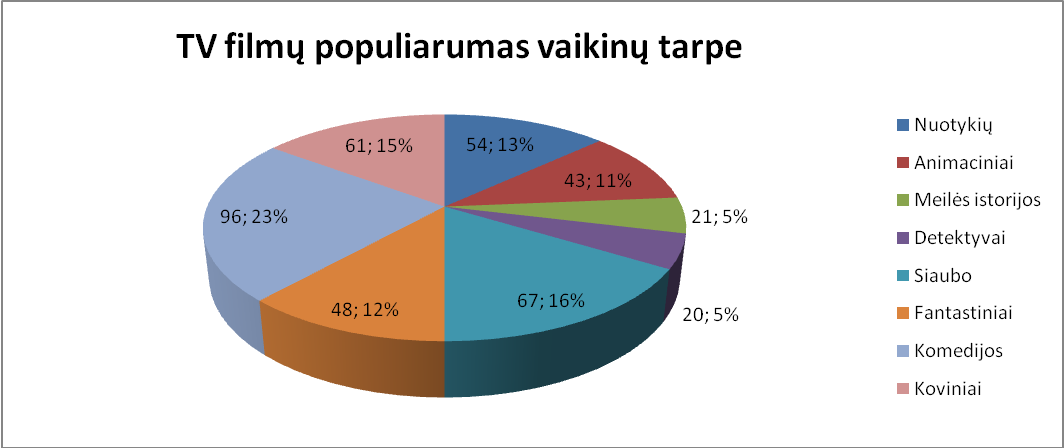 TV filmų populiarumas vaikinų tarpe
61; 15%
54; 13%
43; 11%
96; 23%
21; 5%
67; 16%
48; 12%
20; 5%
Nuotykių
Animaciniai
Meilės istorijos
Detektyvai
Siaubo
Fantastiniai
Komedijos
Koviniai